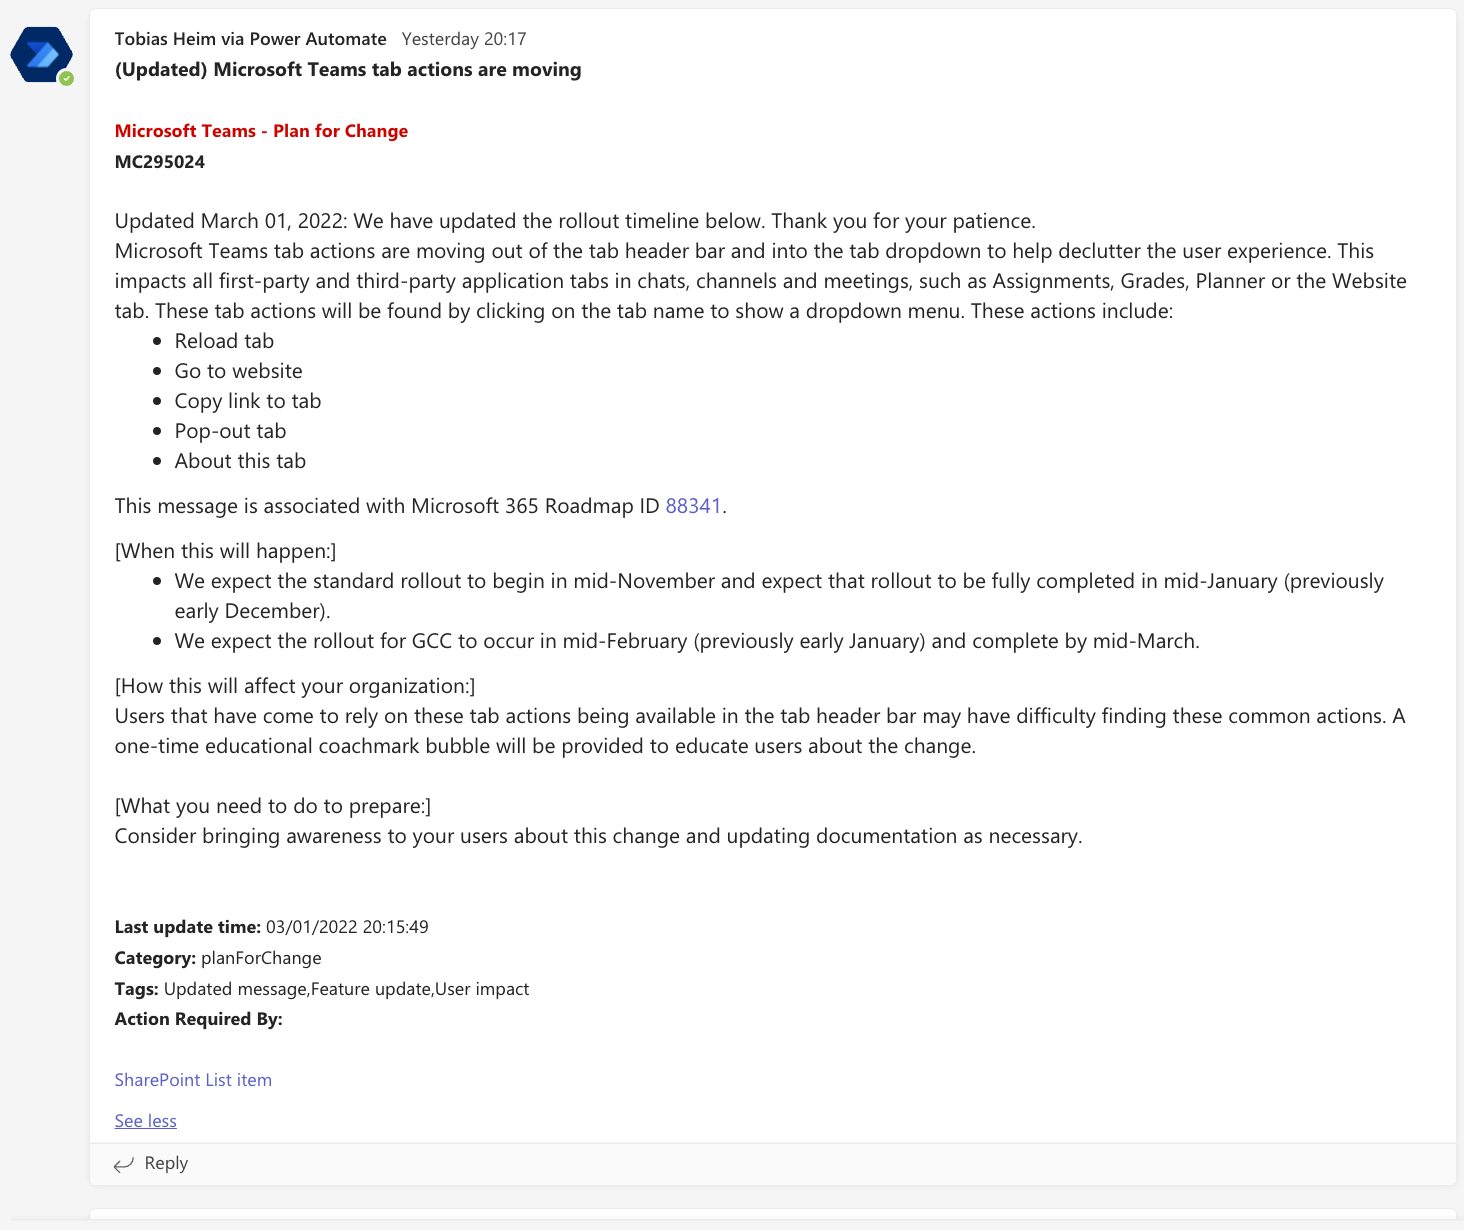 Tobias Heim via Power Automate Yesterday 20:17
(Updated) Microsoft Teams tab actions are moving
Microsoft Teams - Plan for Change
MC295024
Updated March 01, 2022: We have updated the rollout timeline below. Thank you for your patience.
Microsoft Teams tab actions are moving out of the tab header bar and into the tab dropdown to help declutter the user experience. This
impacts all first-party and third-party application tabs in chats, channels and meetings, such as Assignments, Grades, Planner or the Website
tab. These tab actions will be found by clicking on the tab name to show a dropdown menu. These actions include:
• Reload tab
• Go to website
• Copy link to tab
• Pop-out tab
• About this tab
This message is associated with Microsoft 365 Roadmap ID 88341.
[When this will happen:]
• We expect the standard rollout to begin in mid-November and expect that rollout to be fully completed in mid-January (previously
early December).
• We expect the rollout for GCC to occur in mid-February (previously early January) and complete by mid-March.
[How this will affect your organization:]
Users that have come to rely on these tab actions being available in the tab header bar may have difficulty finding these common actions. A
one-time educational coachmark bubble will be provided to educate users about the change.
[What you need to do to prepare:]
Consider bringing awareness to your users about this change and updating documentation as necessary.
Last update time: 03/01/2022 20:15:49
Category: planForChange
Tags: Updated message,Feature update,User impact
Action Required By:
SharePoint List item
See less
Reply